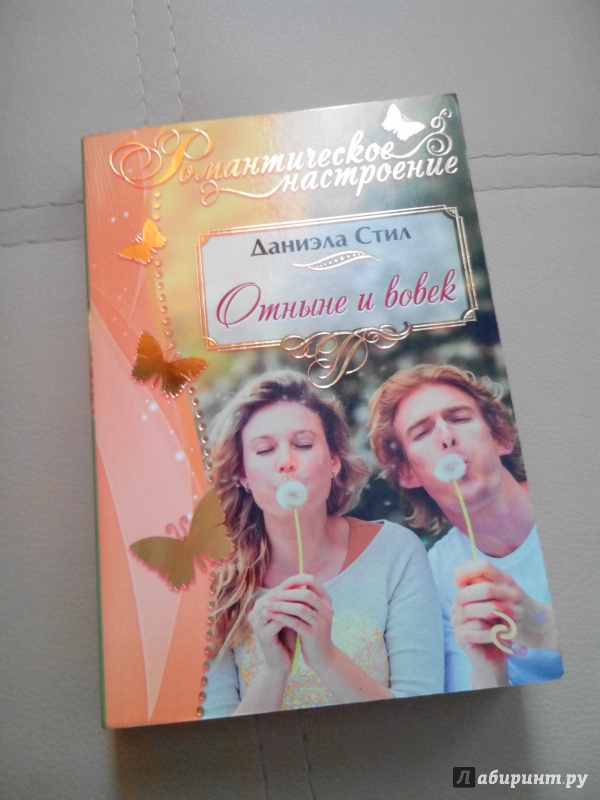 Романтическое
настроение
Даниэла Стил
Отныне и вовек
лабиринт.ру